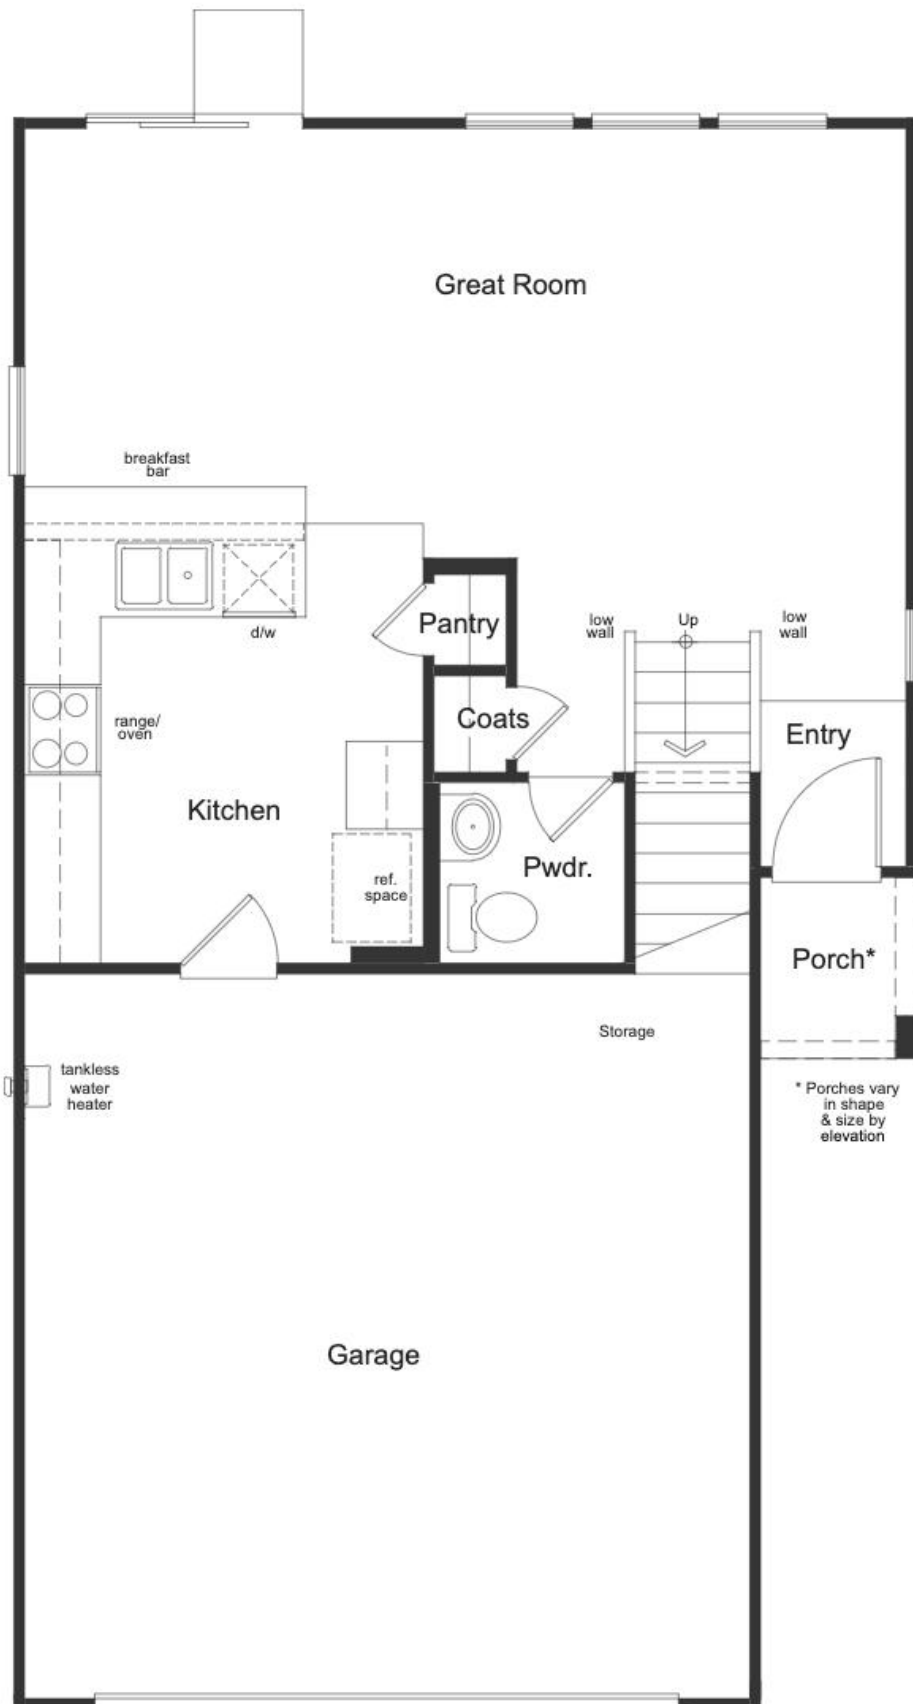 Great Room
breakfast
bar
d/w
Pantry
low
wall
Up
low
wall
Coats
range/
oven
Entry
Kitchen
Pwdr.
ref.
space
Porch*
Storage
tankless
water
heater
* Porches vary
in shape
& size by
elevation
Garage